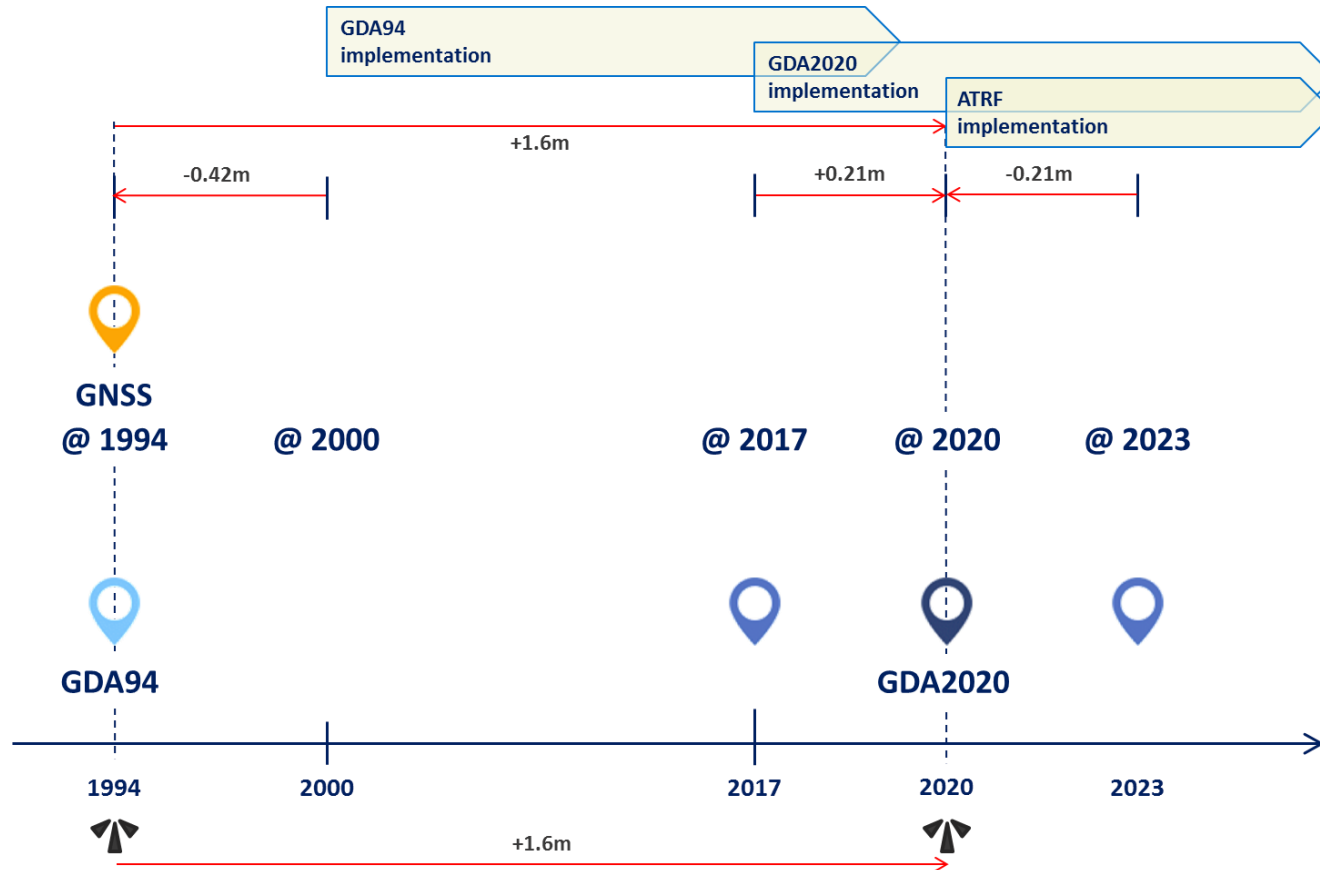 GDA94
implementation
GDA2020
implementation
ATRF
implementation
+1.6m
-0.42m
+0.21m
-0.21m
GNSS
@ 1994
@ 2000
@ 2017
@ 2020
@ 2023
GDA94
GDA2020
1994
2000
2017
2020
2023
+1.6m